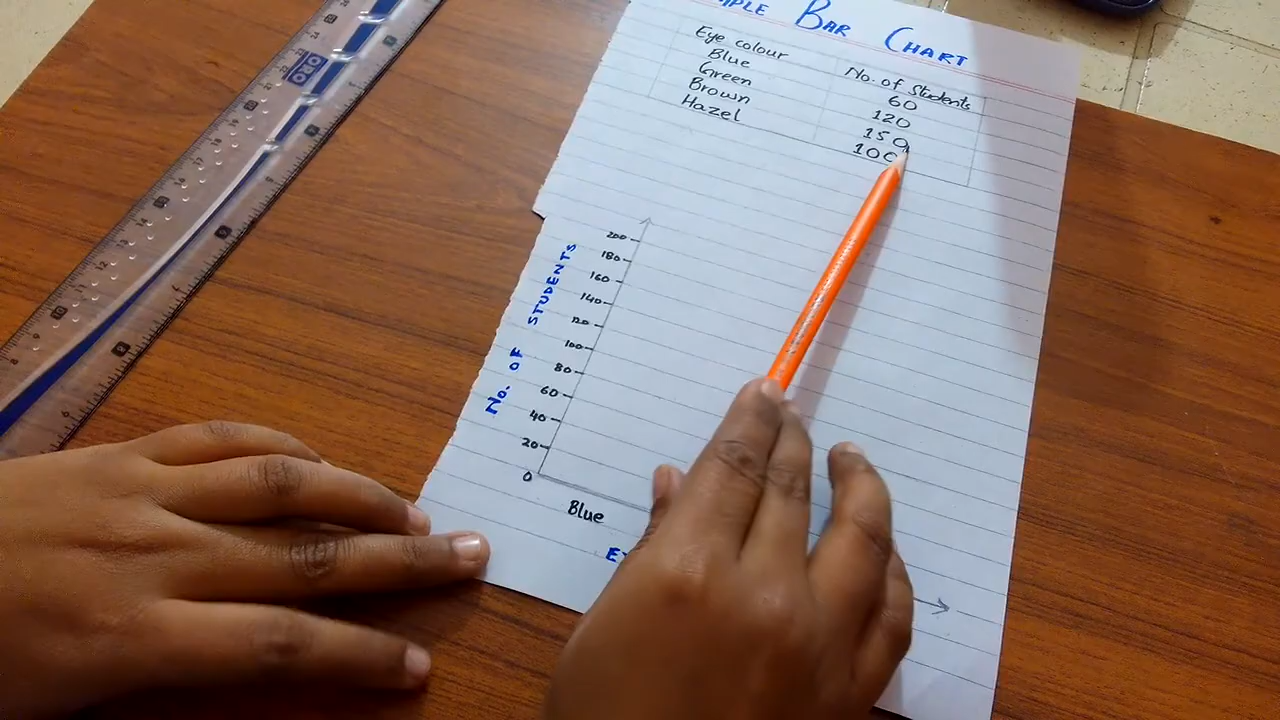 BAR CHART
Eye colour No. of Students
Blue 60
Green 120
Brown 150
Hazel 100
200
180
160
140
120
100
80
60
40
20
0
No. OF STUDENTS
Blue
ORO